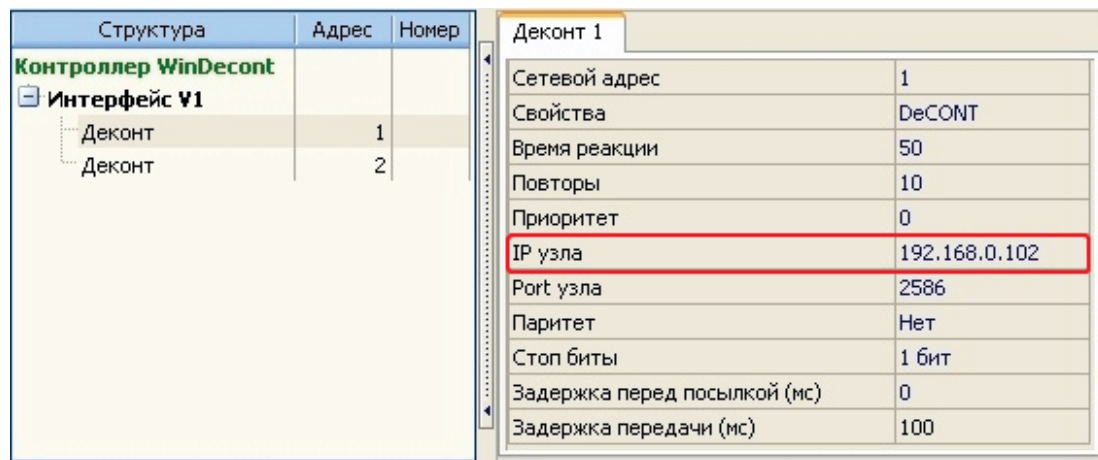 Структура Адрес Номер
Контроллер WinDecont
Интерфейс V1
Деконт 1
Деконт 2
Деконт 1
Сетевой адрес 1
Свойства DeCONT
Время реакции 50
Повторы 10
Приоритет 0
IP узла 192.168.0.102
Port узла 2586
Паритет Нет
Стоп биты 1 бит
Задержка перед посылкой (мс) 0
Задержка передачи (мс) 100